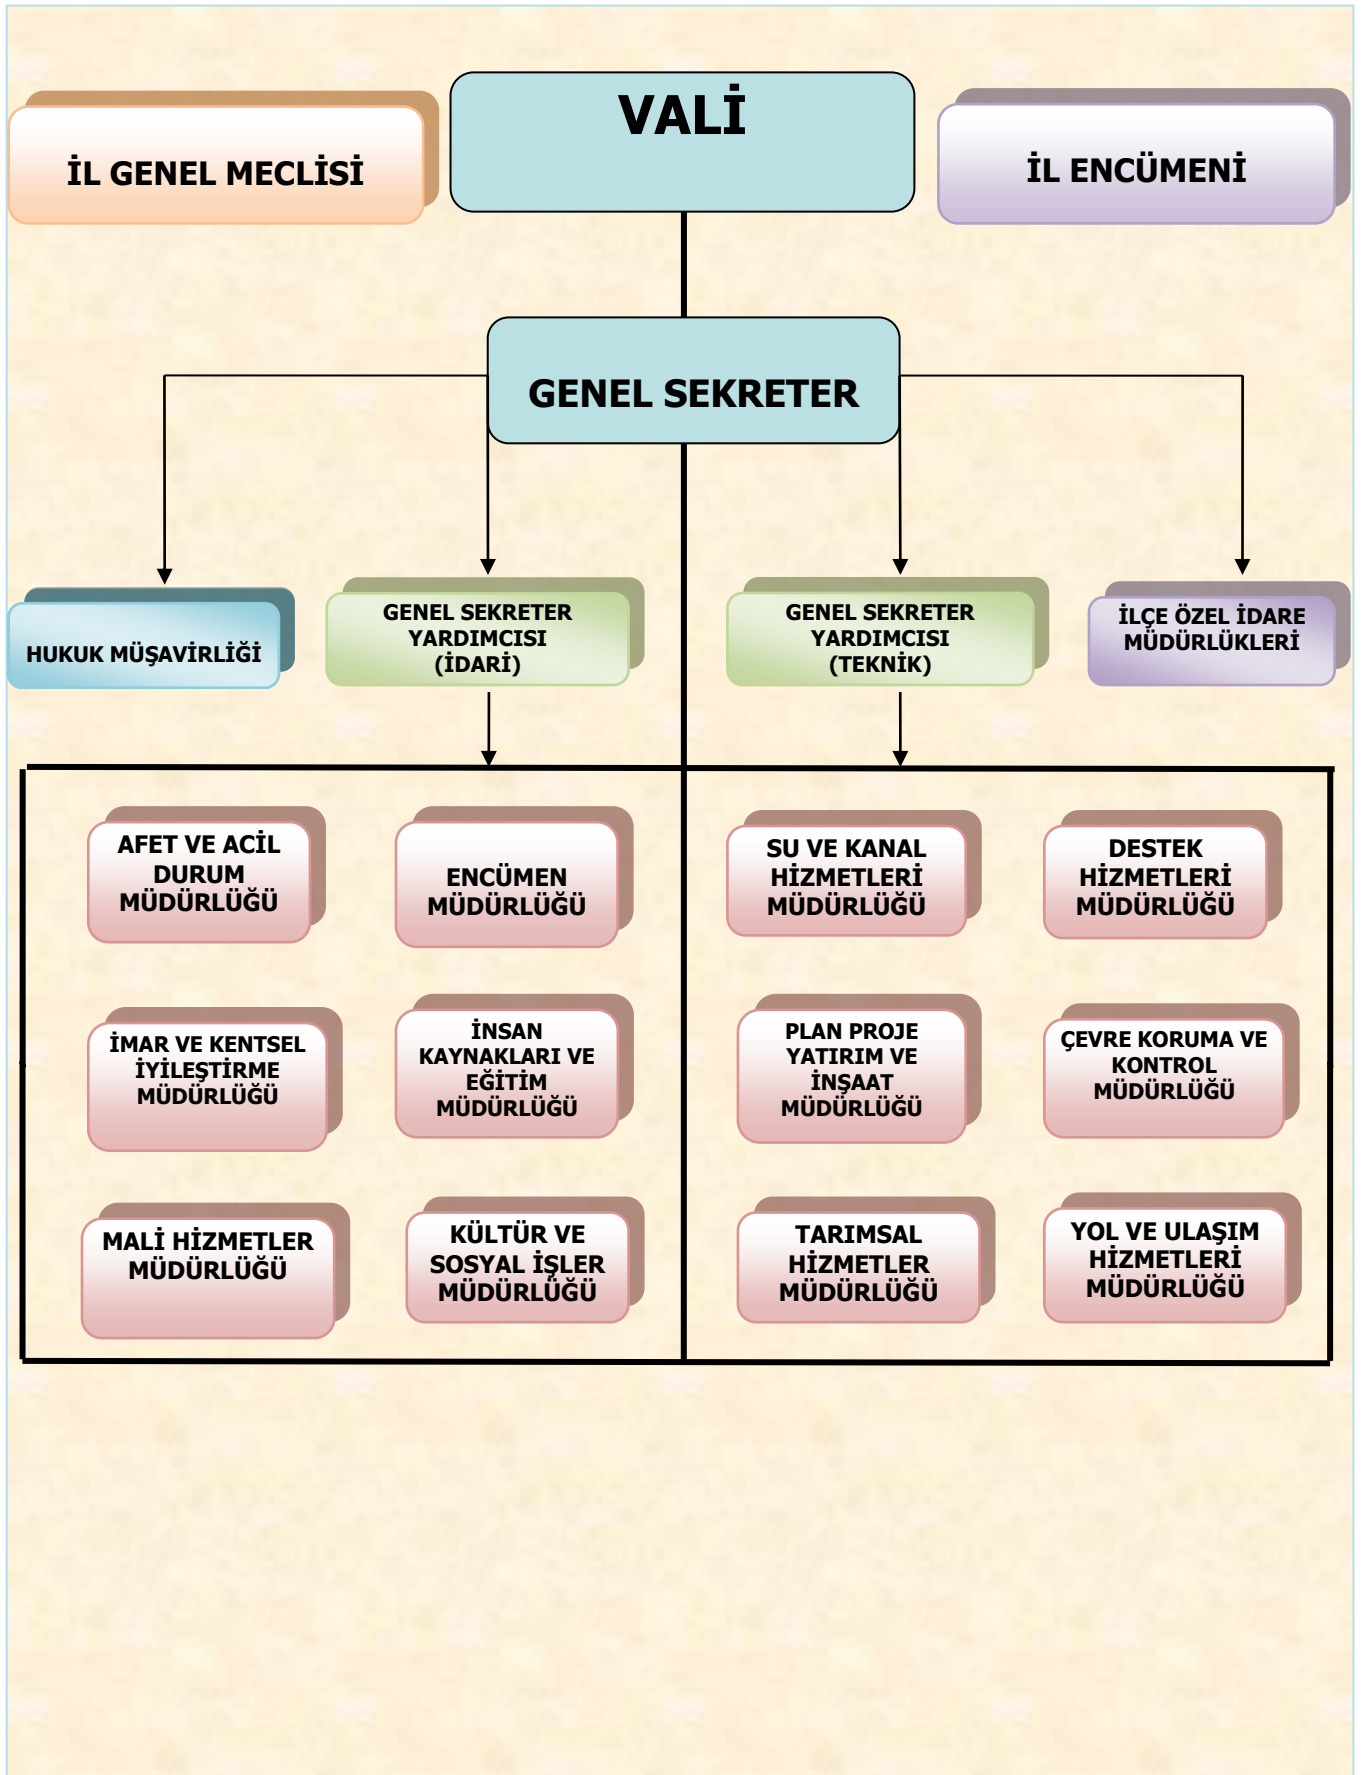 İL GENEL MECLİSİ
VALİ
İL ENCÜMENİ
GENEL SEKRETER
HUKUK MÜŞAVİRLİĞİ
GENEL SEKRETER
YARDIMCISI
(İDARİ)
GENEL SEKRETER
YARDIMCISI
(TEKNİK)
İLÇE ÖZEL İDARE
MÜDÜRLÜKLERİ
AFET VE ACİL
DURUM
MÜDÜRLÜĞÜ
ENCÜMEN
MÜDÜRLÜĞÜ
SU VE KANAL
HİZMETLERİ
MÜDÜRLÜĞÜ
DESTEK
HİZMETLERİ
MÜDÜRLÜĞÜ
İMAR VE KENTSEL
İYİLEŞTİRME
MÜDÜRLÜĞÜ
İNSAN
KAYNAKLARI VE
EĞİTİM
MÜDÜRLÜĞÜ
PLAN PROJE
YATIRIM VE
İNŞAAT
MÜDÜRLÜĞÜ
ÇEVRE KORUMA VE
KONTROL
MÜDÜRLÜĞÜ
MALİ HİZMETLER
MÜDÜRLÜĞÜ
KÜLTÜR VE
SOSYAL İŞLER
MÜDÜRLÜĞÜ
TARIMSAL
HİZMETLER
MÜDÜRLÜĞÜ
YOL VE ULAŞIM
HİZMETLERİ
MÜDÜRLÜĞÜ